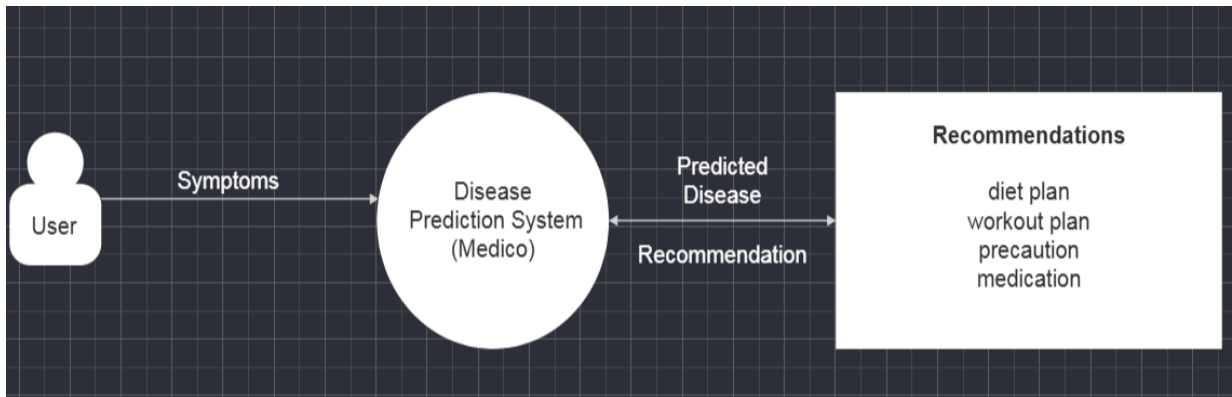 User
Symptoms
Disease
Prediction System
(Medico)
Predicted
Disease
Recommendation
Recommendations
diet plan
workout plan
precaution
medication